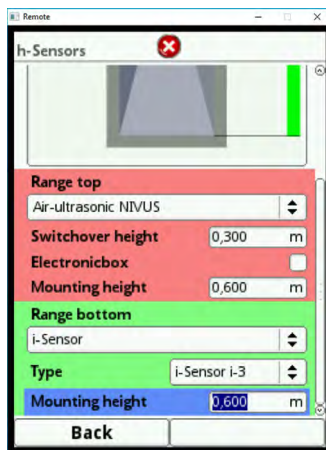 Remote
h-Sensors
Range top
Air-ultrasonic NIVUS
Switchover height 0,300 m
Electronicbox
Mounting height 0,600 m
Range bottom
i-Sensor
Type i-Sensor i-3
Mounting height 0,600 m
Back